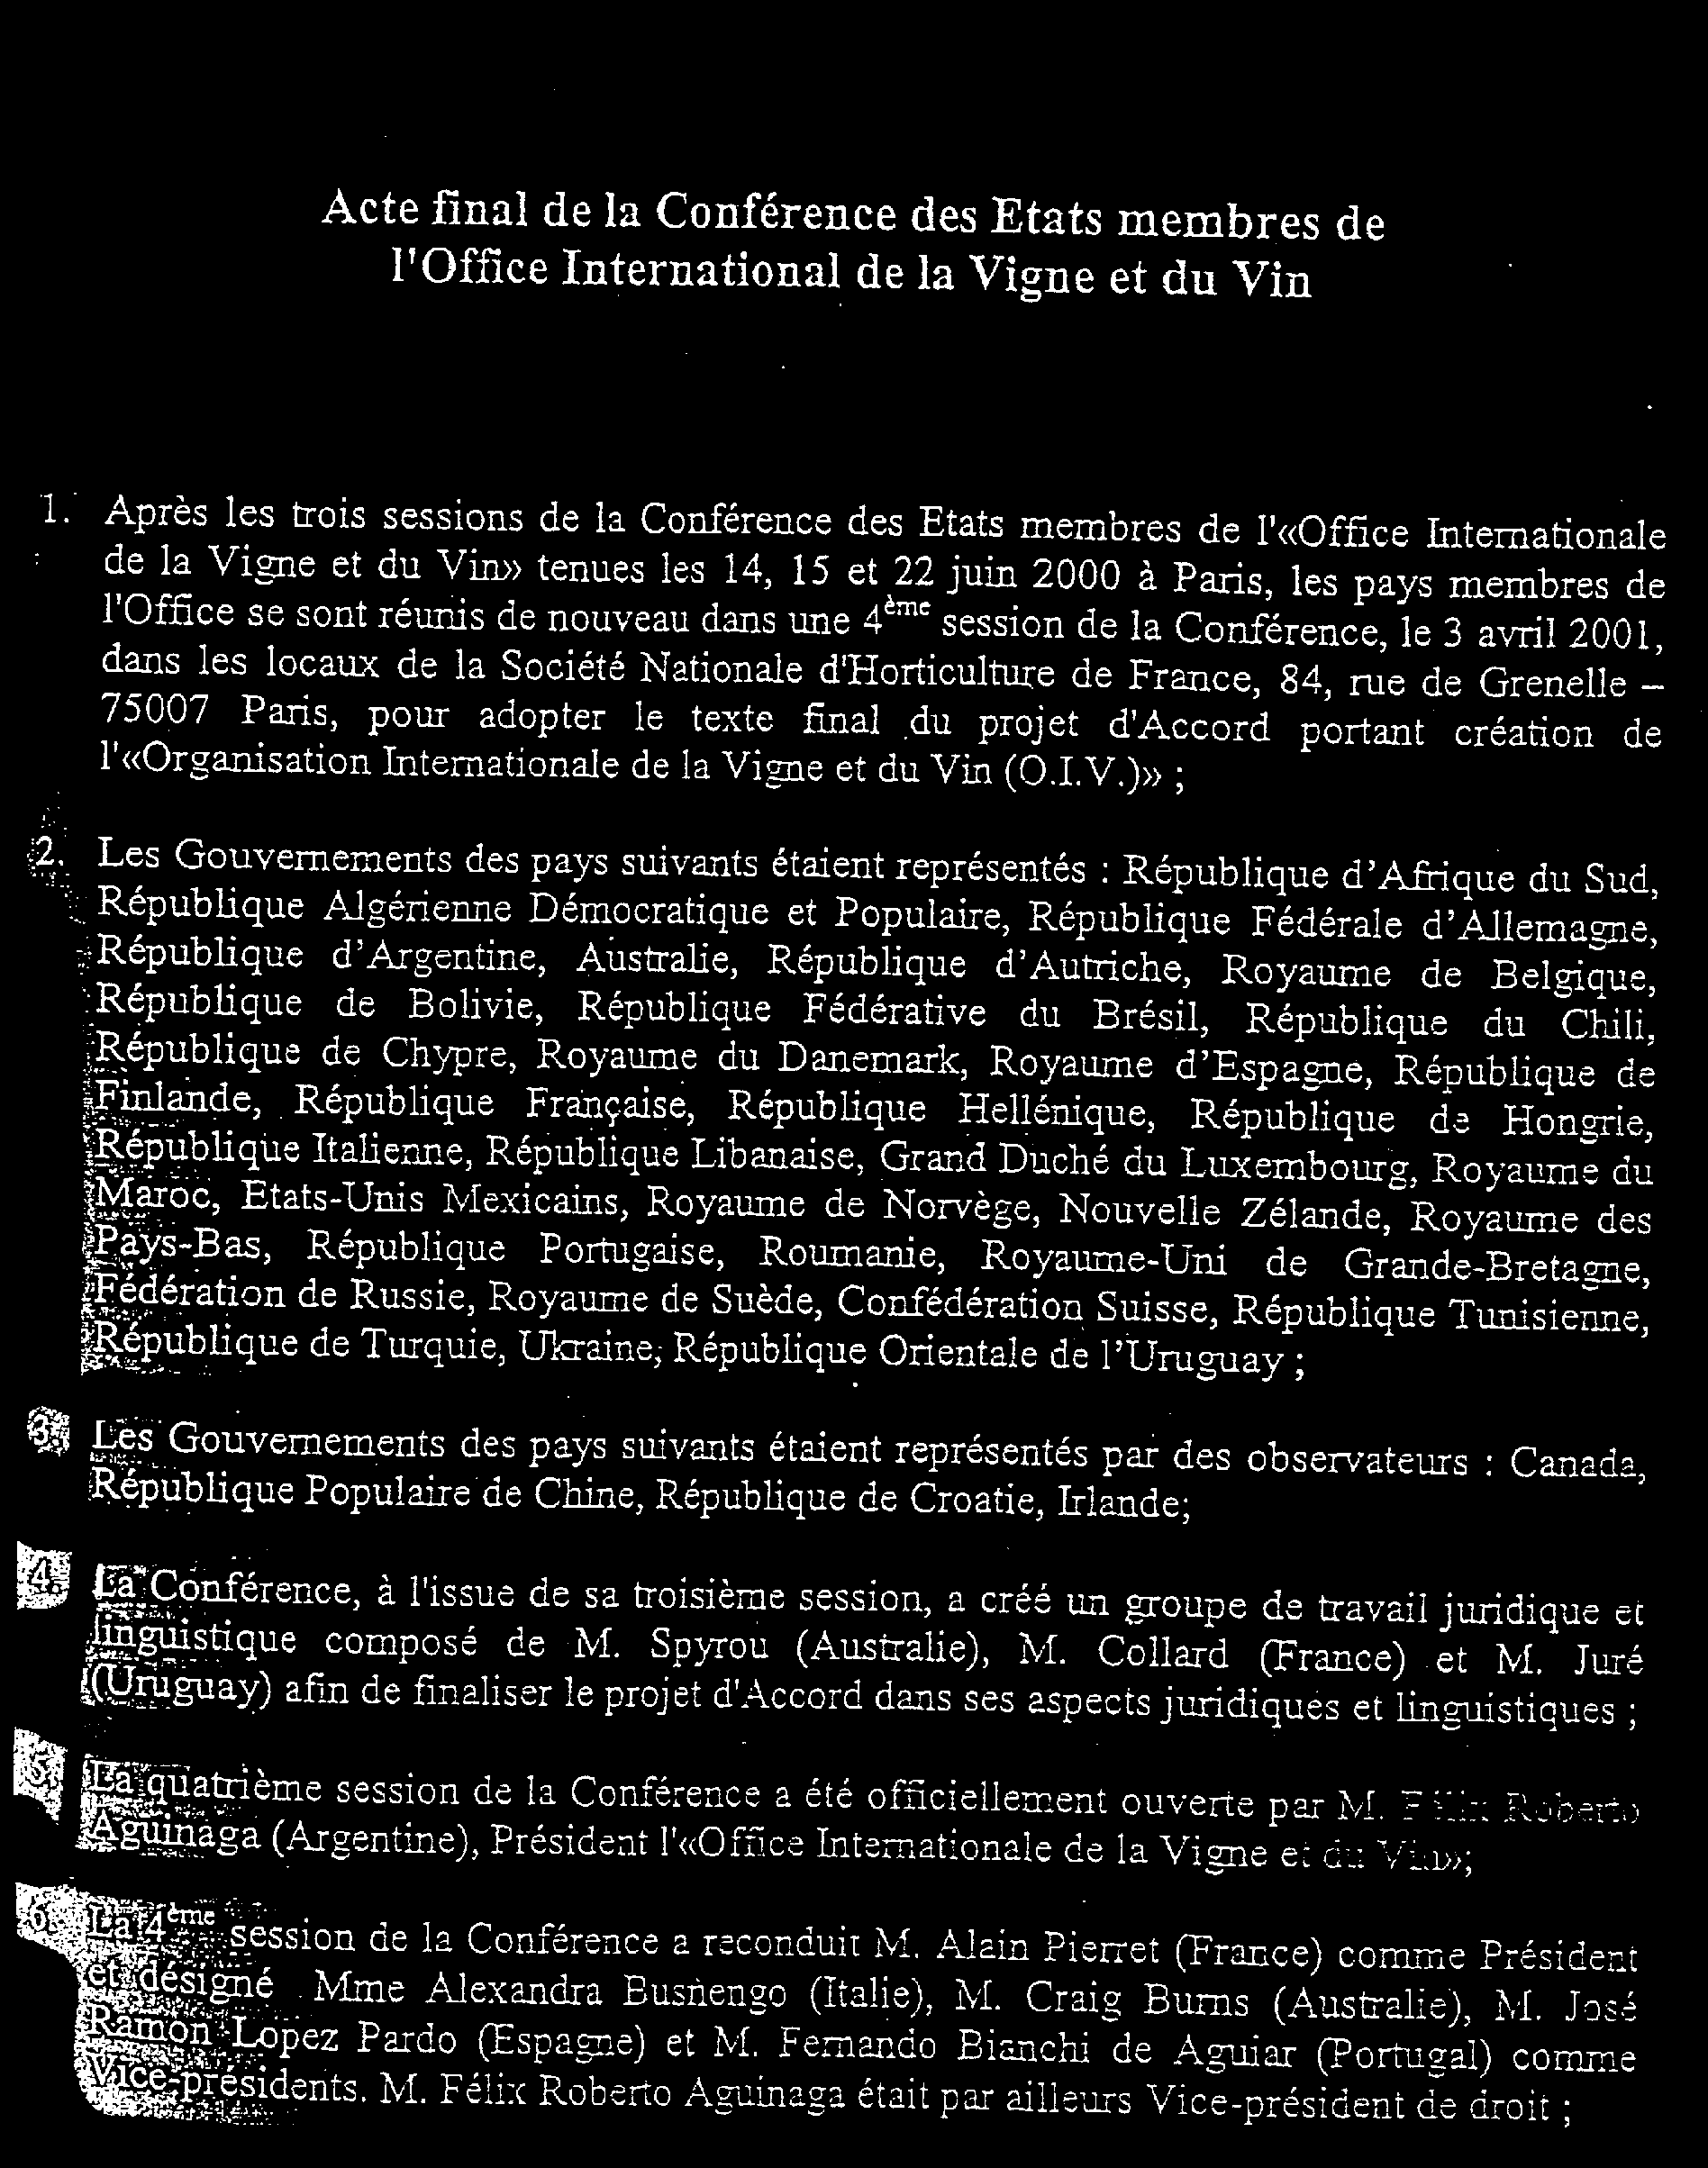 Acte final de la Conférence des Etats membres de
l'Office International de la Vigne et du Vin
1. Après les trois sessions de la Conférence des Etats membres de l'«Office Internationale
de la Vigne et du Vin» tenues les 14, 15 et 22 juin 2000 à Paris, les pays membres de
l'Office se sont réunis de nouveau dans une 4ème session de la Conférence, le 3 avril 2001,
dans les locaux de la Société Nationale d'Horticulture de France, 84, rue de Grenelle –
75007 Paris, pour adopter le texte final du projet d'Accord portant création de
l'«Organisation Internationale de la Vigne et du Vin (O.I.V.)» ;
2. Les Gouvernements des pays suivants étaient représentés : République d'Afrique du Sud,
République Algérienne Démocratique et Populaire, République Fédérale d'Allemagne,
République d'Argentine, Australie, République d'Autriche, Royaume de Belgique,
République de Bolivie, République Fédérative du Brésil, République du Chili,
République de Chypre, Royaume du Danemark, Royaume d'Espagne, République de
Finlande, République Française, République Hellénique, République de Hongrie,
République Italienne, République Libanaise, Grand Duché du Luxembourg, Royaume du
Maroc, Etats-Unis Mexicains, Royaume de Norvège, Nouvelle Zélande, Royaume des
Pays-Bas, République Portugaise, Roumanie, Royaume-Uni de Grande-Bretagne,
Fédération de Russie, Royaume de Suède, Confédération Suisse, République Tunisienne,
République de Turquie, Ukraine, République Orientale de l'Uruguay ;
3. Les Gouvernements des pays suivants étaient représentés par des observateurs : Canada,
République Populaire de Chine, République de Croatie, Irlande;
4. La Conférence, à l'issue de sa troisième session, a créé un groupe de travail juridique et
linguistique composé de M. Spyrou (Australie), M. Collard (France) et M. Juré
(Uruguay) afin de finaliser le projet d'Accord dans ses aspects juridiques et linguistiques ;
5. La quatrième session de la Conférence a été officiellement ouverte par M. Félix Roberto
Aguinaga (Argentine), Président l'«Office Internationale de la Vigne et du Vin»;
6. La 4ème session de la Conférence a reconduit M. Alain Pierret (France) comme Président
et désigné Mme Alexandra Busnengo (Italie), M. Craig Burns (Australie), M. José
Ramon Lopez Pardo (Espagne) et M. Fernando Bianchi de Aguiar (Portugal) comme
Vice-présidents. M. Félix Roberto Aguinaga était par ailleurs Vice-président de droit ;